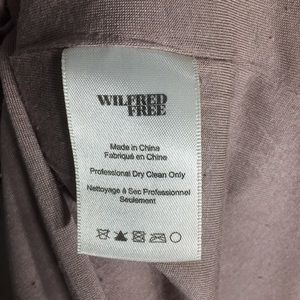 WILFRED
FREE
Made in China
Fabriqué en Chine
Professional Dry Clean Only
Nettoyage à Sec Professionnel
Seulement